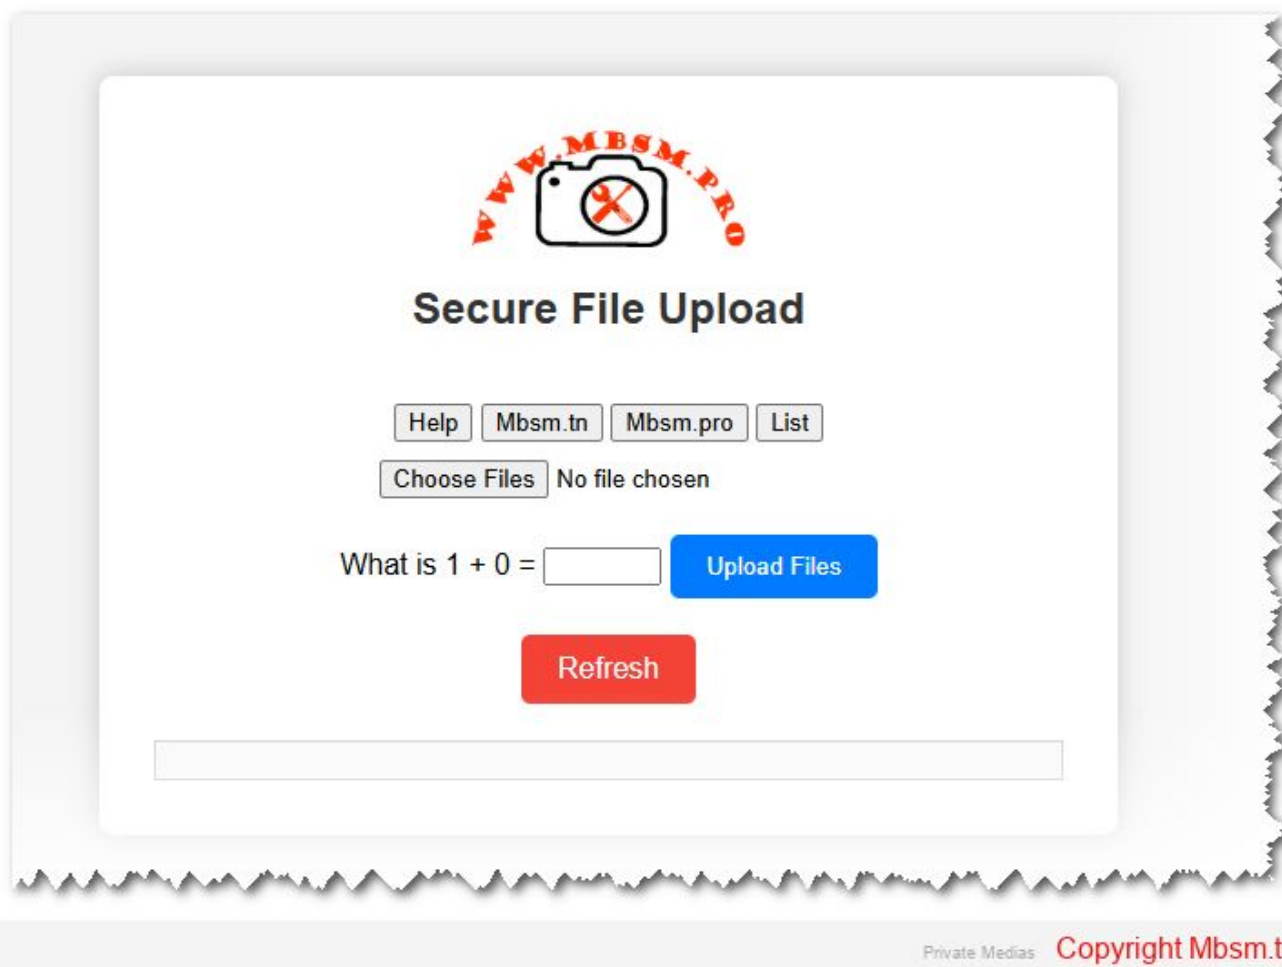 WWW.MBSM.PRO
Secure File Upload
Help Mbsm.tn Mbsm.pro List
Choose Files No file chosen
What is 1 + 0 = Upload Files
Refresh
Private Medias Copyright Mbsm.t